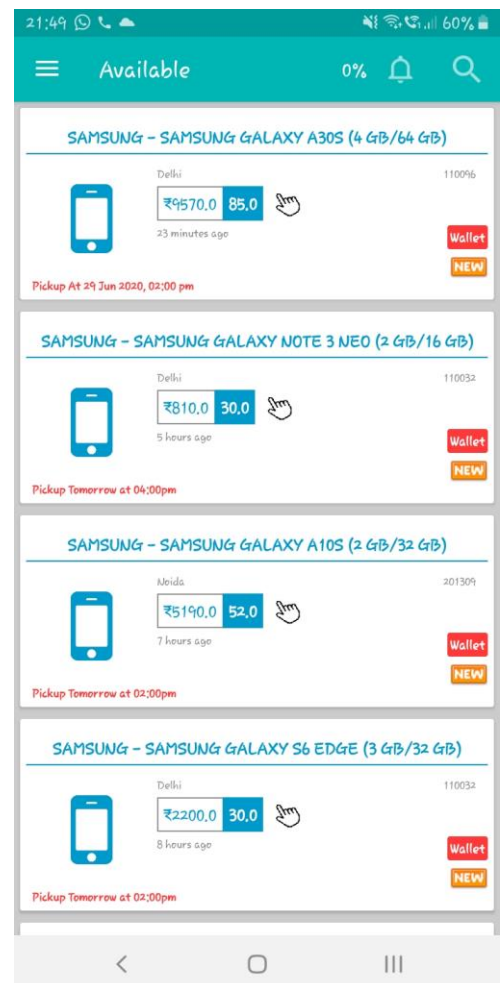 21:49 60%
Available 0%
SAMSUNG - SAMSUNG GALAXY A30S (4 GB/64 GB)
Delhi 110096
₹9570.0 85.0
23 minutes ago
Wallet
NEW
Pickup At 29 Jun 2020, 02:00 pm
SAMSUNG - SAMSUNG GALAXY NOTE 3 NEO (2 GB/16 GB)
Delhi 110032
₹810.0 30.0
5 hours ago
Wallet
NEW
Pickup Tomorrow at 04:00pm
SAMSUNG - SAMSUNG GALAXY A10S (2 GB/32 GB)
Noida 201309
₹5190.0 52.0
7 hours ago
Wallet
NEW
Pickup Tomorrow at 02:00pm
SAMSUNG - SAMSUNG GALAXY S6 EDGE (3 GB/32 GB)
Delhi 110032
₹2200.0 30.0
8 hours ago
Wallet
NEW
Pickup Tomorrow at 02:00pm